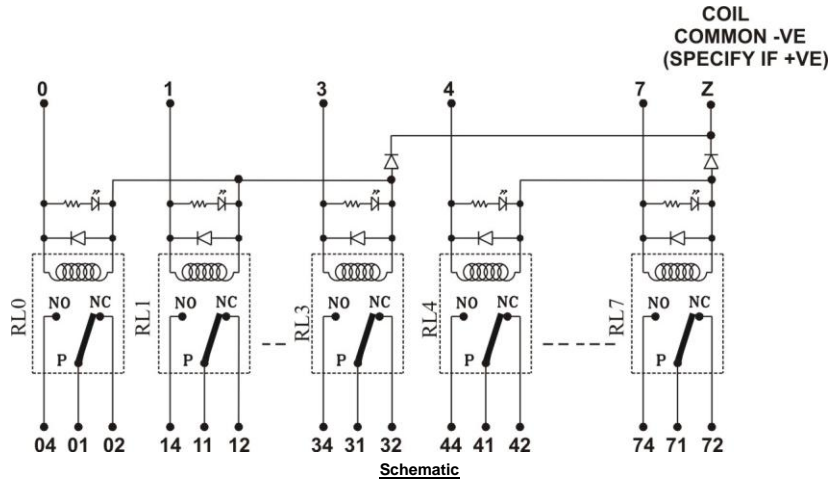 COIL
COMMON -VE
(SPECIFY IF +VE)
0 1 3 4 7 Z
RL0 RL1 RL3 RL4 RL7
NO NC NO NC NO NC NO NC NO NC
P P P P P
04 01 02 14 11 12 34 31 32 44 41 42 74 71 72
Schematic